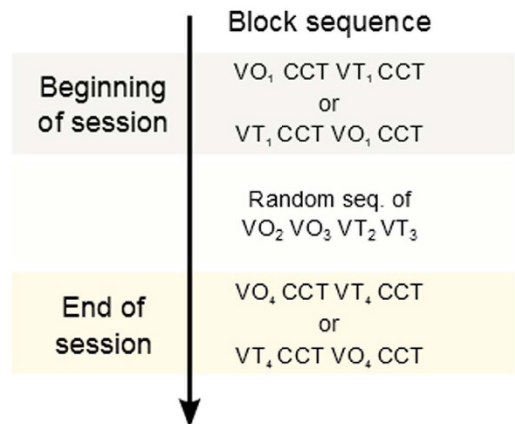 Block sequence
Beginning
of session
VO₁ CCT VT₁ CCT
or
VT₁ CCT VO₁ CCT
Random seq. of
VO₂ VO₃ VT₂ VT₃
End of
session
VO₄ CCT VT₄ CCT
or
VT₄ CCT VO₄ CCT